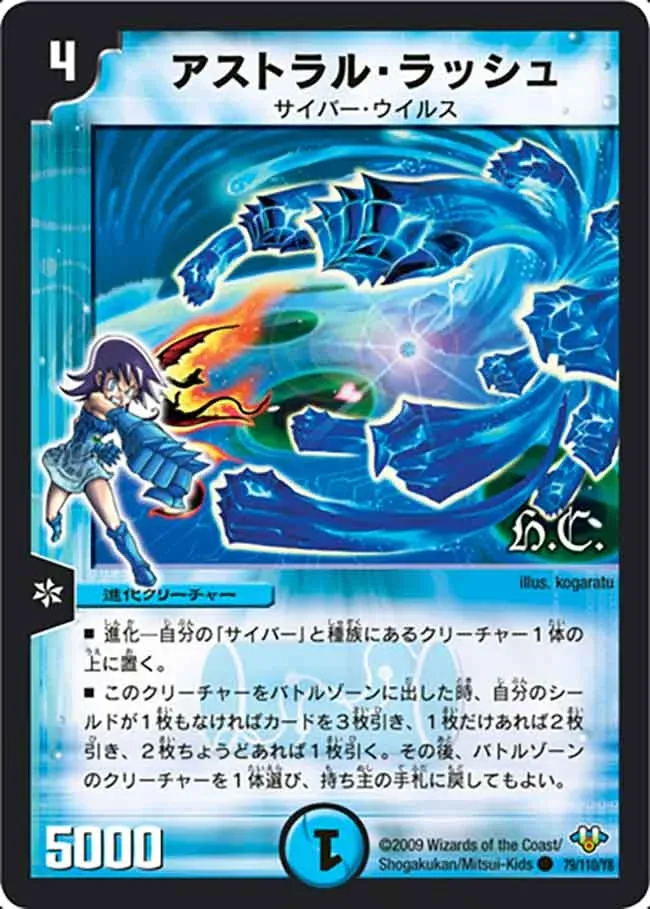 4
アストラル・ラッシュ
サイバー・ウイルス
H.C.
illus. kogaratu
進化クリーチャー
■ 進化―自分の「サイバー」と種族にあるクリーチャー1体の
上に置く。
■ このクリーチャーをバトルゾーンに出した時、自分のシー
ルドが1枚もなければカードを3枚引き、1枚だけあれば2枚
引き、2枚ちょうどあれば1枚引く。その後、バトルゾーン
のクリーチャーを1体選び、持ち主の手札に戻してもよい。
5000
1
©2009 Wizards of the Coast/
Shogakukan/Mitsui-Kids 79/110/Y8